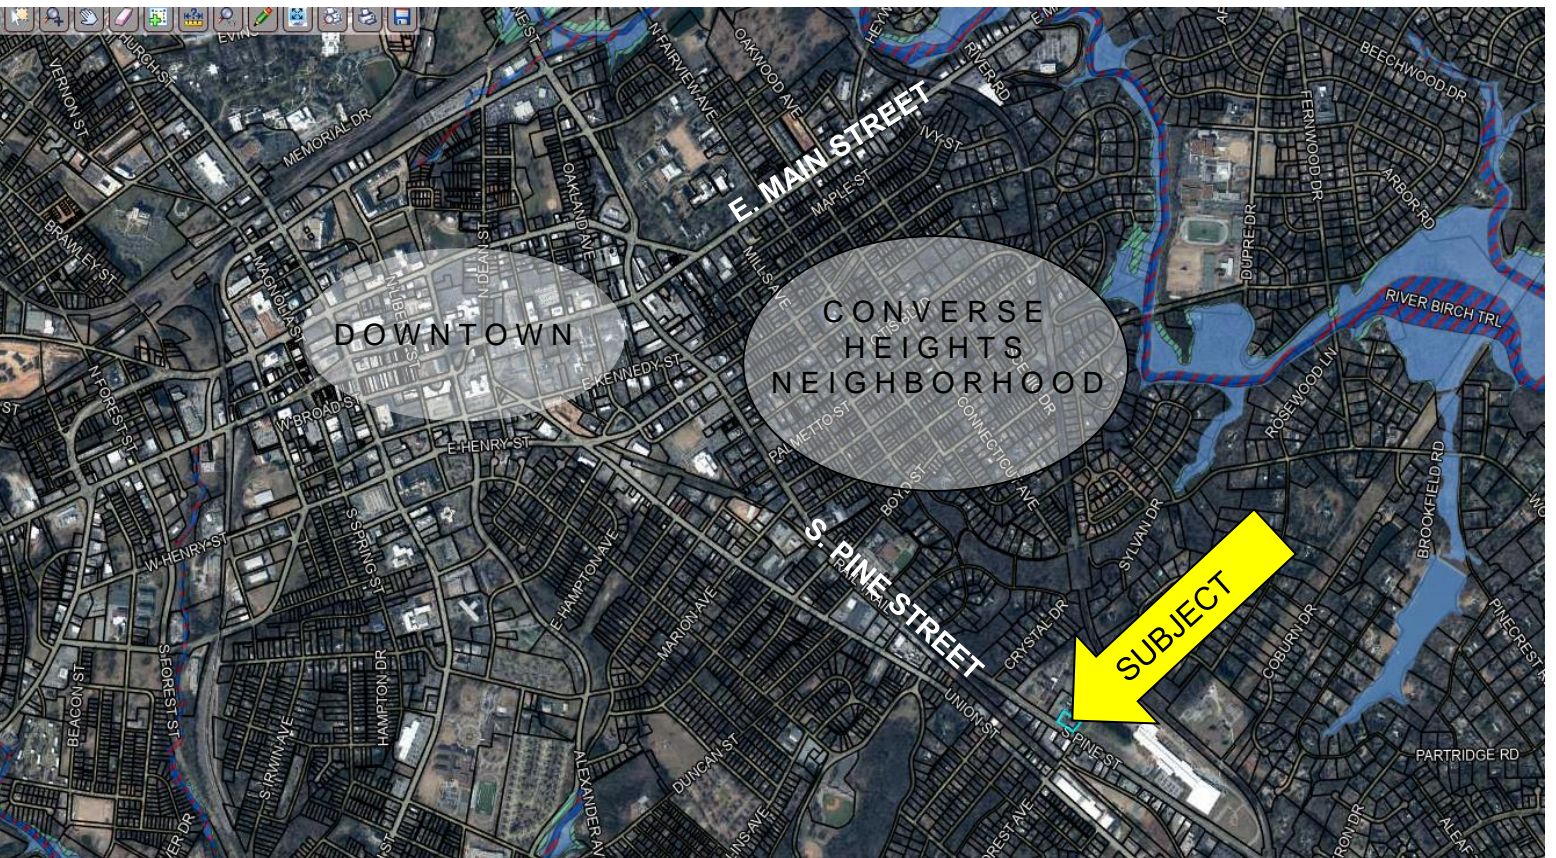 N FAIRVIEW AVE
OAKWOOD AVE
RIVER RD
BEECHWOOD DR
CHURCH ST
VERNON ST
MEMORIAL DR
E. MAIN STREET
IVY ST
FERNWOOD DR
MAPLE ST
ARBOR RD
OAKLAND AVE
BRAWLEY ST
N DEAN ST
DUPRE DR
MAGNOLIA ST
MILLS AVE
DOWNTOWN
CONVERSE
HEIGHTS
NEIGHBORHOOD
RIVER BIRCH TRL
E KENNEDY ST
N FOREST ST
W BROAD ST
ROSEWOOD LN
PALMETTO ST
CONNECTICUT AVE
E HENRY ST
BOYD ST
BROOKFIELD RD
S. PINE STREET
SYLVAN DR
W HENRY ST
S SPRING ST
E HAMPTON AVE
MARION AVE
SUBJECT
CRYSTAL DR
COBURN DR
PINECREST
S FOREST ST
HAMPTON DR
BEACON ST
UNION ST
S PINE ST
S IRWIN AVE
DUNCAN ST
ALEXANDER AV
PARTRIDGE RD